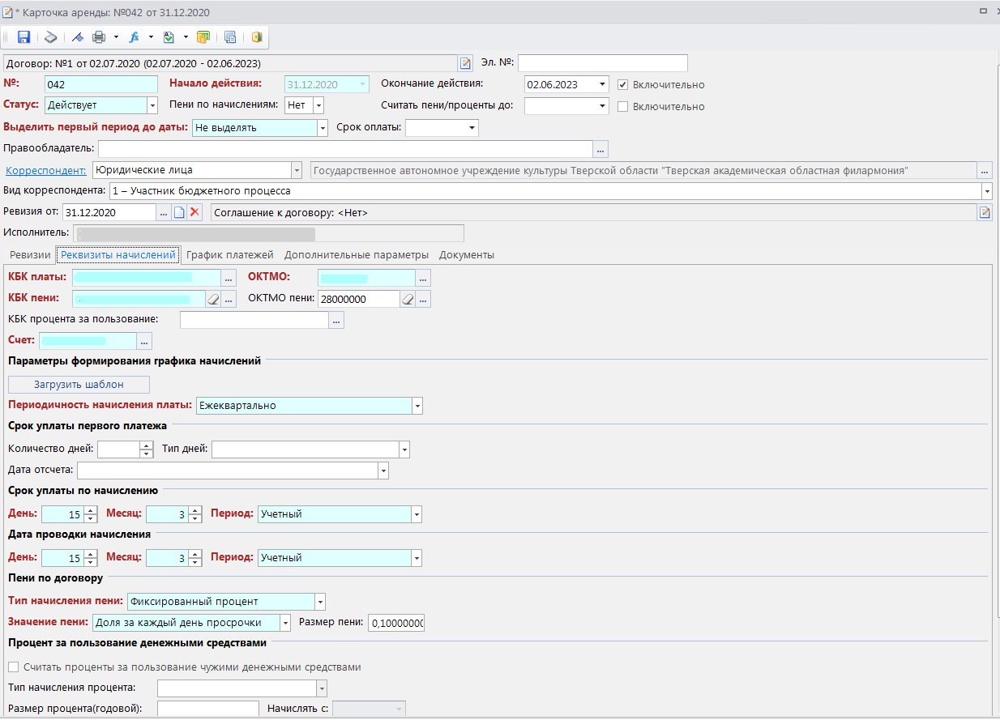 * Карточка аренды: №042 от 31.12.2020
Договор: №1 от 02.07.2020 (02.07.2020 - 02.06.2023) Эл. №:
№: 042 Начало действия: 31.12.2020 Окончание действия: 02.06.2023 Включительно
Статус: Действует Пени по начислениям: Нет Считать пени/проценты до: Включительно
Выделить первый период до даты: Не выделять Срок оплаты:
Правообладатель: ...
Корреспондент: Юридические лица Государственное автономное учреждение культуры Тверской области "Тверская академическая областная филармония" ...
Вид корреспондента: 1 – Участник бюджетного процесса
Ревизия от: 31.12.2020 ... Соглашение к договору: <Нет>
Исполнитель:
Ревизии Реквизиты начислений График платежей Дополнительные параметры Документы
КБК платы: ... ОКТМО: ...
КБК пени: ... ОКТМО пени: 28000000 ...
КБК процента за пользование: ...
Счет: ...
Параметры формирования графика начислений
Загрузить шаблон
Периодичность начисления платы: Ежеквартально
Срок уплаты первого платежа
Количество дней: Тип дней:
Дата отсчета:
Срок уплаты по начислению
День: 15 Месяц: 3 Период: Учетный
Дата проводки начисления
День: 15 Месяц: 3 Период: Учетный
Пени по договору
Тип начисления пени: Фиксированный процент
Значение пени: Доля за каждый день просрочки Размер пени: 0,1000000
Процент за пользование денежными средствами
Считать проценты за пользование чужими денежными средствами
Тип начисления процента:
Размер процента(годовой): Начислять с: